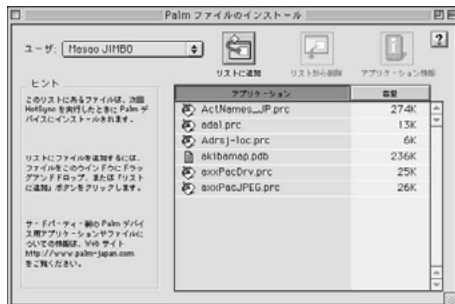 Palm ファイルのインストール
ユーザ: Masao JIMBO
リストに追加
リストから削除
アプリケーション情報
?
ヒント
このリストにあるファイルは、次回
HotSync を実行したときに Palm デ
バイスにインストールされます。
リストにファイルを追加するには、
ファイルをこのウインドウにドラッ
グアンドドロップ、または「リスト
に追加」ボタンをクリックします。
サードパーティー製の Palm デバイ
ス用アプリケーションやファイルに
ついての情報は、Web サイト
http://www.palm-japan.com
をご覧ください。
アプリケーション 容量
ActNames_JP.prc 274K
adal.prc 13K
Adrsj-loc.prc 6K
akibamap.pdb 236K
axxPacDrv.prc 25K
axxPacJPEG.prc 26K